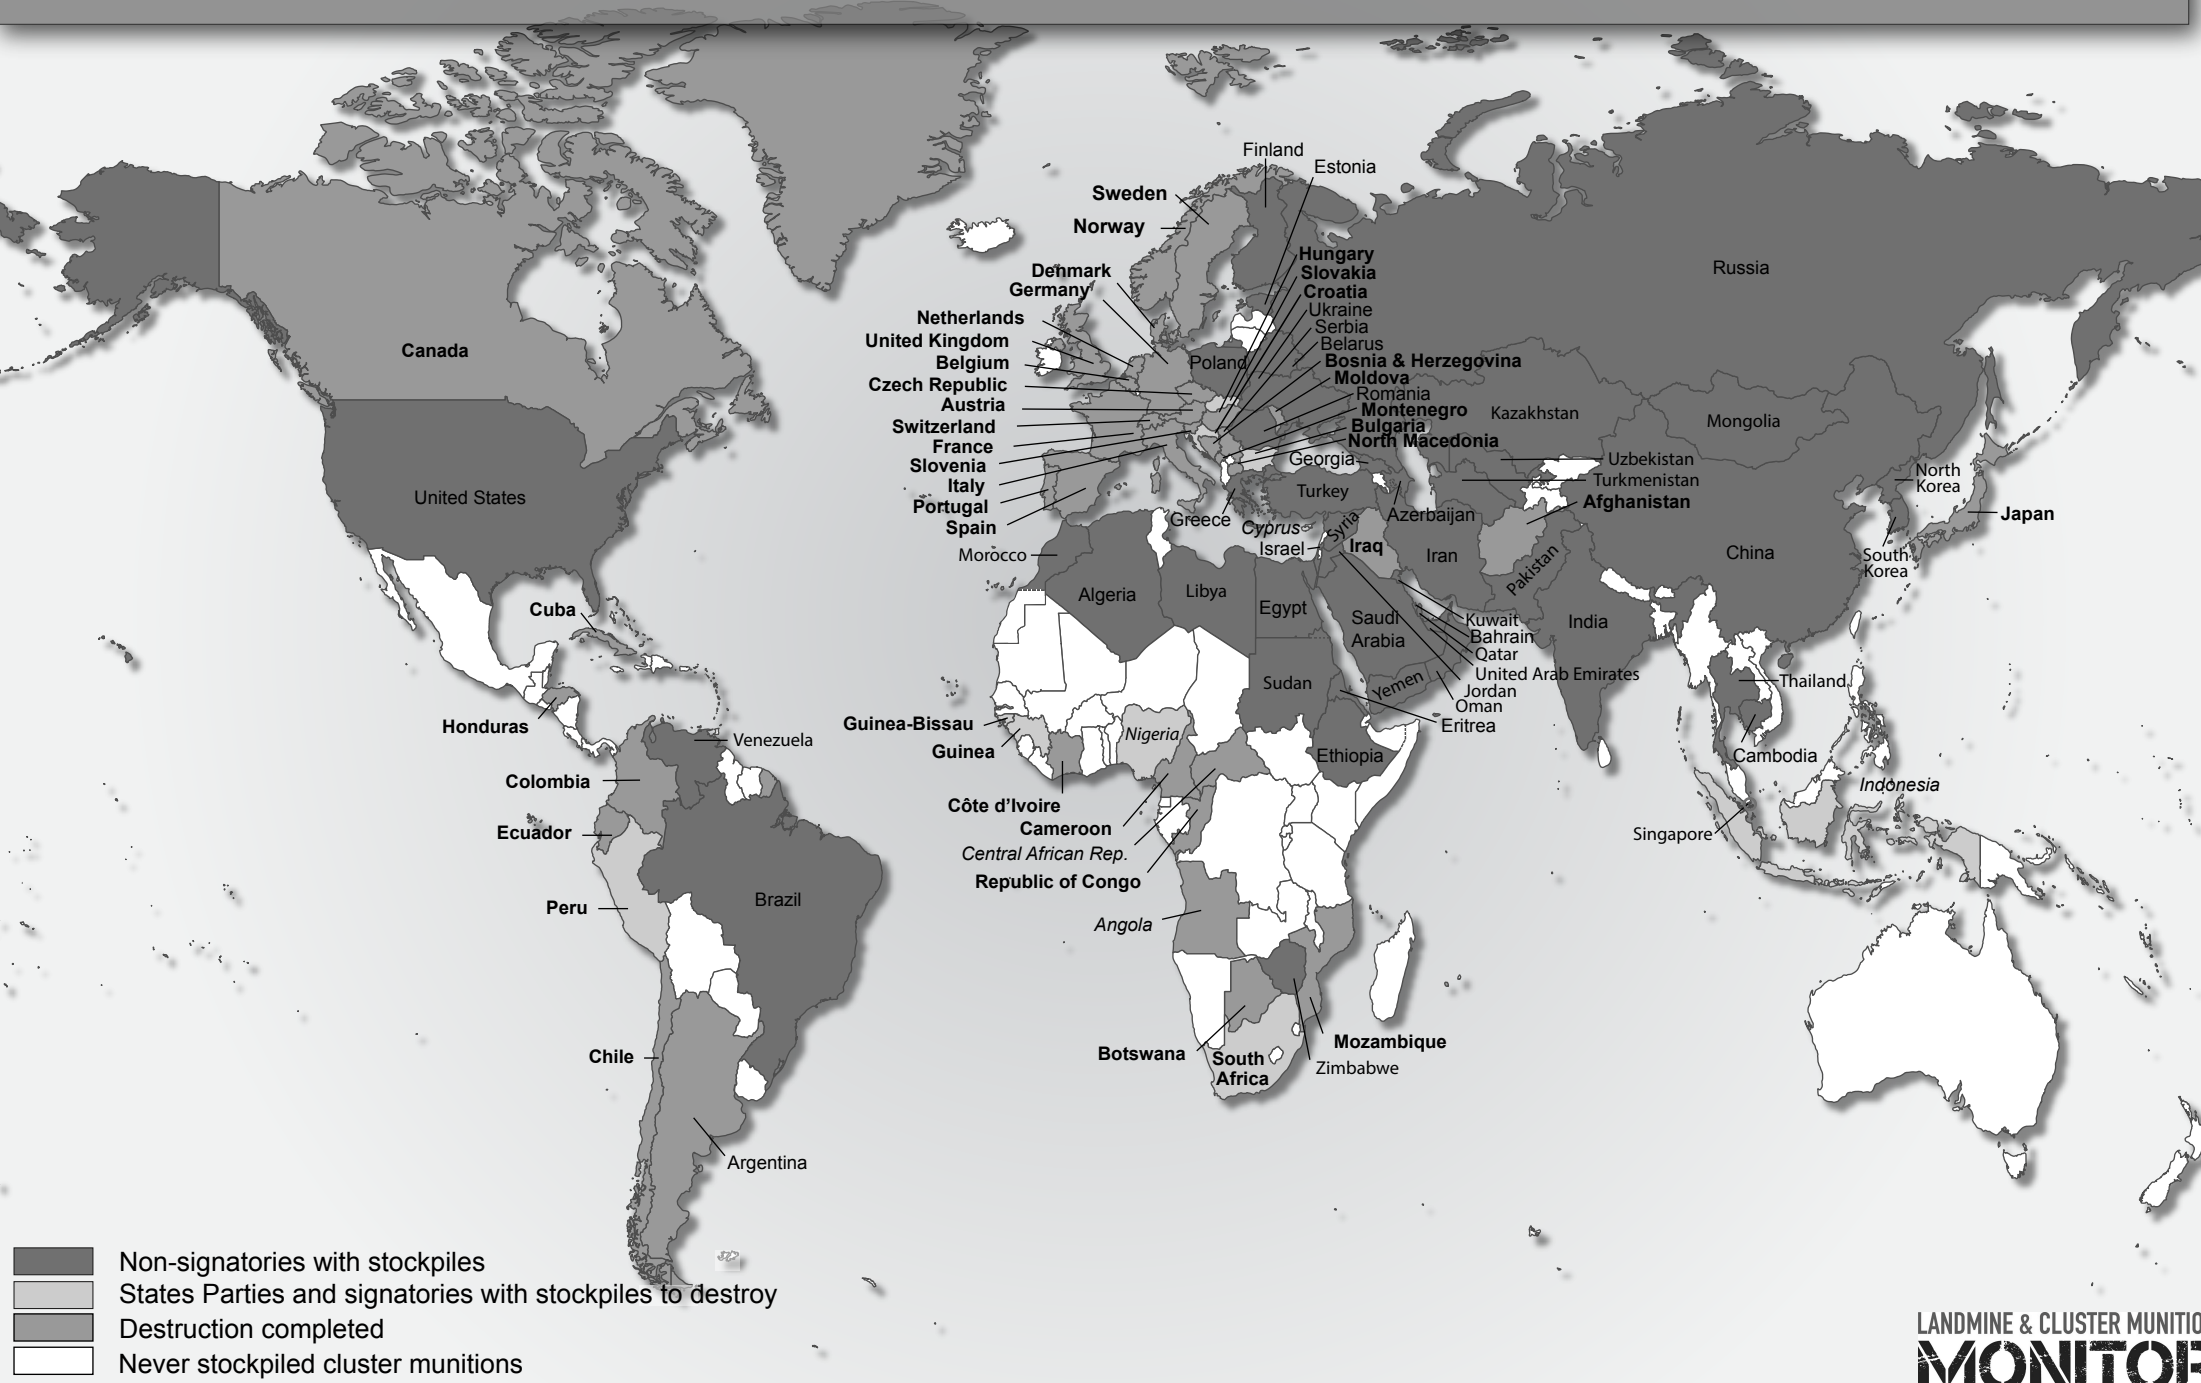 Finland
Estonia
Sweden
Norway
Hungary
Slovakia
Croatia
Ukraine
Serbia
Belarus
Bosnia & Herzegovina
Moldova
Romania
Montenegro
Bulgaria
North Macedonia
Georgia
Denmark
Germany
Netherlands
United Kingdom
Belgium
Czech Republic
Austria
Switzerland
France
Slovenia
Italy
Portugal
Spain
Morocco
Poland
Russia
Canada
United States
Kazakhstan
Mongolia
Uzbekistan
Turkmenistan
Afghanistan
North
Korea
Japan
South
Korea
China
Turkey
Greece
Cyprus
Israel
Syria
Iraq
Azerbaijan
Iran
Pakistan
India
Algeria
Libya
Egypt
Saudi
Arabia
Kuwait
Bahrain
Qatar
United Arab Emirates
Jordan
Oman
Eritrea
Yemen
Sudan
Ethiopia
Thailand
Cambodia
Indonesia
Singapore
Cuba
Honduras
Venezuela
Colombia
Ecuador
Peru
Brazil
Chile
Argentina
Guinea-Bissau
Guinea
Nigeria
Côte d'Ivoire
Cameroon
Central African Rep.
Republic of Congo
Angola
Botswana
South
Africa
Mozambique
Zimbabwe
Non-signatories with stockpiles
States Parties and signatories with stockpiles to destroy
Destruction completed
Never stockpiled cluster munitions
LANDMINE & CLUSTER MUNITIO
MONITOR